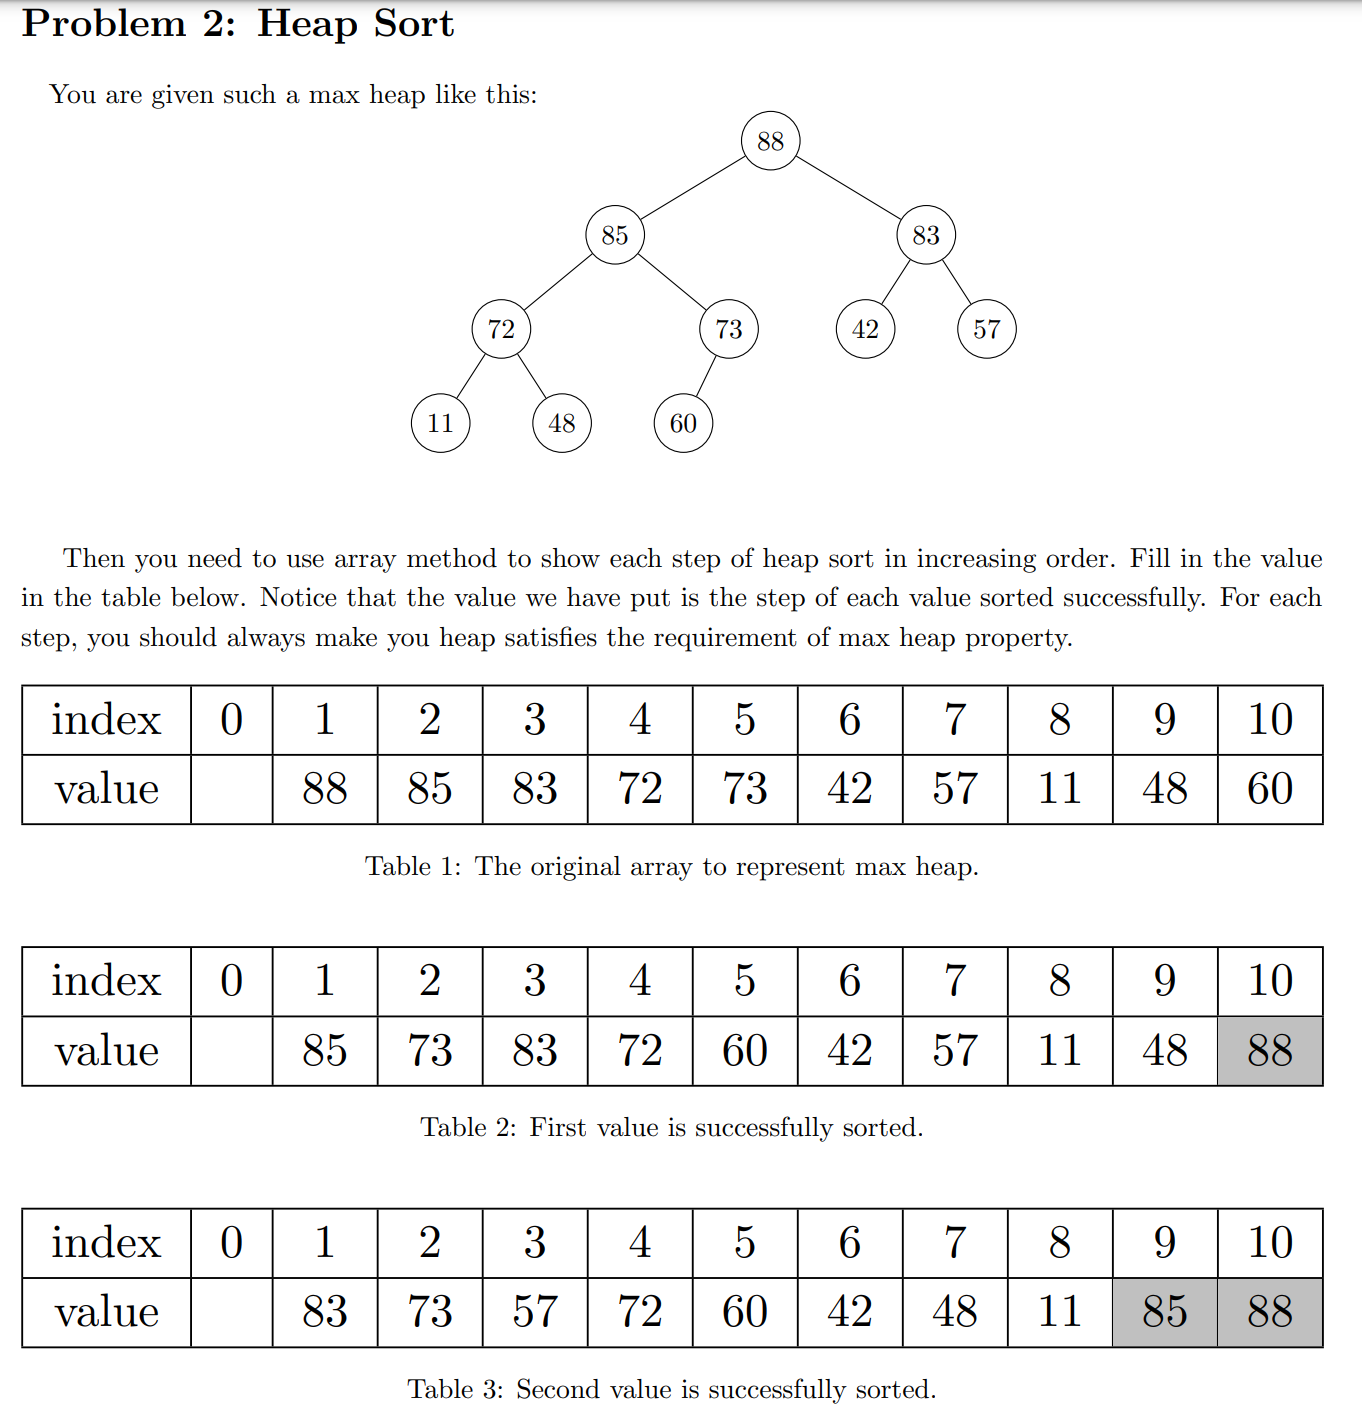 Problem 2: Heap Sort
You are given such a max heap like this:
88
85 83
72 73 42 57
11 48 60
Then you need to use array method to show each step of heap sort in increasing order. Fill in the value
in the table below. Notice that the value we have put is the step of each value sorted successfully. For each
step, you should always make you heap satisfies the requirement of max heap property.
index 0 1 2 3 4 5 6 7 8 9 10
value 88 85 83 72 73 42 57 11 48 60
Table 1: The original array to represent max heap.
index 0 1 2 3 4 5 6 7 8 9 10
value 85 73 83 72 60 42 57 11 48 88
Table 2: First value is successfully sorted.
index 0 1 2 3 4 5 6 7 8 9 10
value 83 73 57 72 60 42 48 11 85 88
Table 3: Second value is successfully sorted.